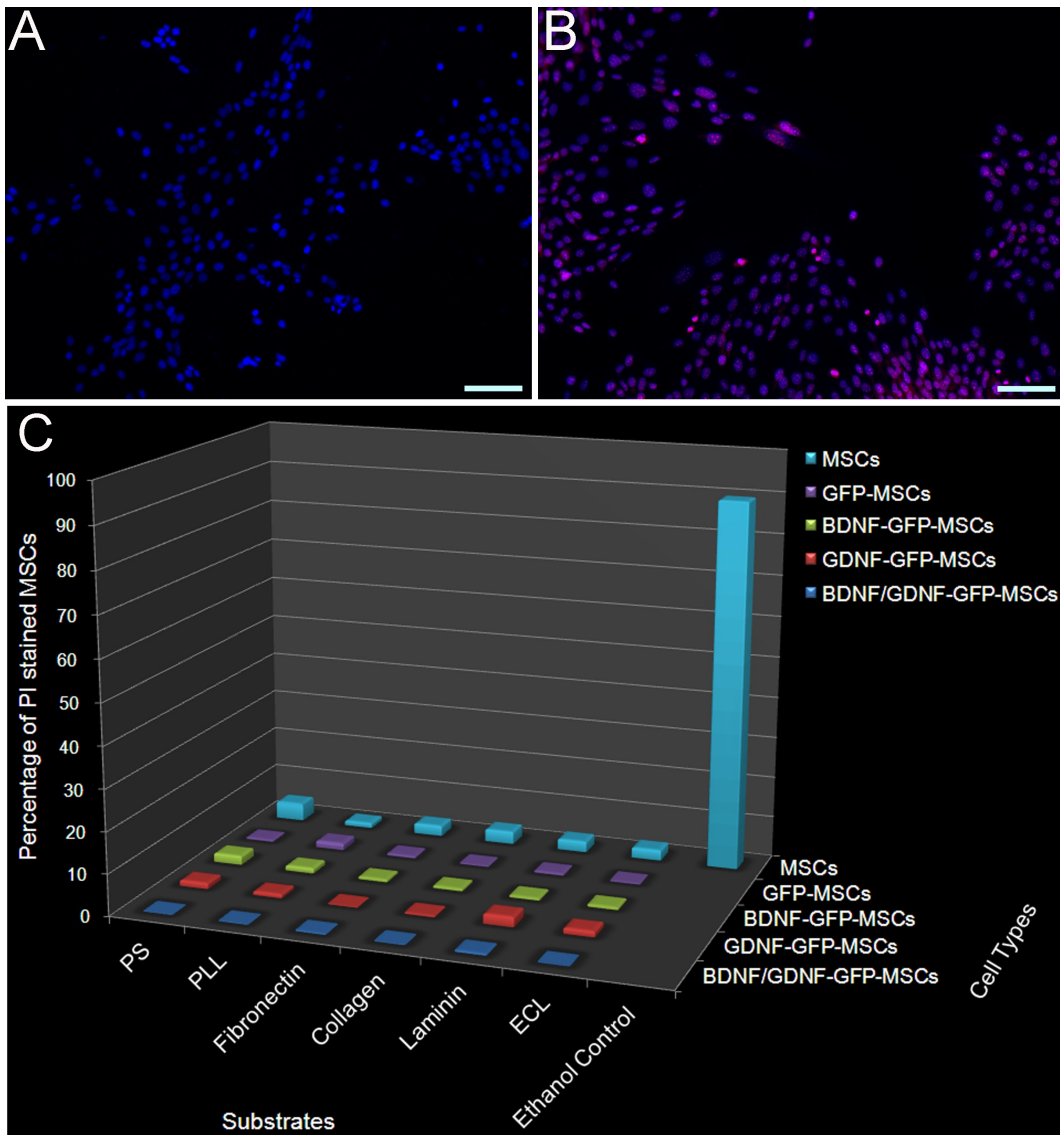 A
B
C
Percentage of PI stained MSCs
100
90
80
70
60
50
40
30
20
10
0
MSCs
GFP-MSCs
BDNF-GFP-MSCs
GDNF-GFP-MSCs
BDNF/GDNF-GFP-MSCs
MSCs
GFP-MSCs
BDNF-GFP-MSCs
GDNF-GFP-MSCs
BDNF/GDNF-GFP-MSCs
Cell Types
PS
PLL
Fibronectin
Collagen
Laminin
ECL
Ethanol Control
Substrates